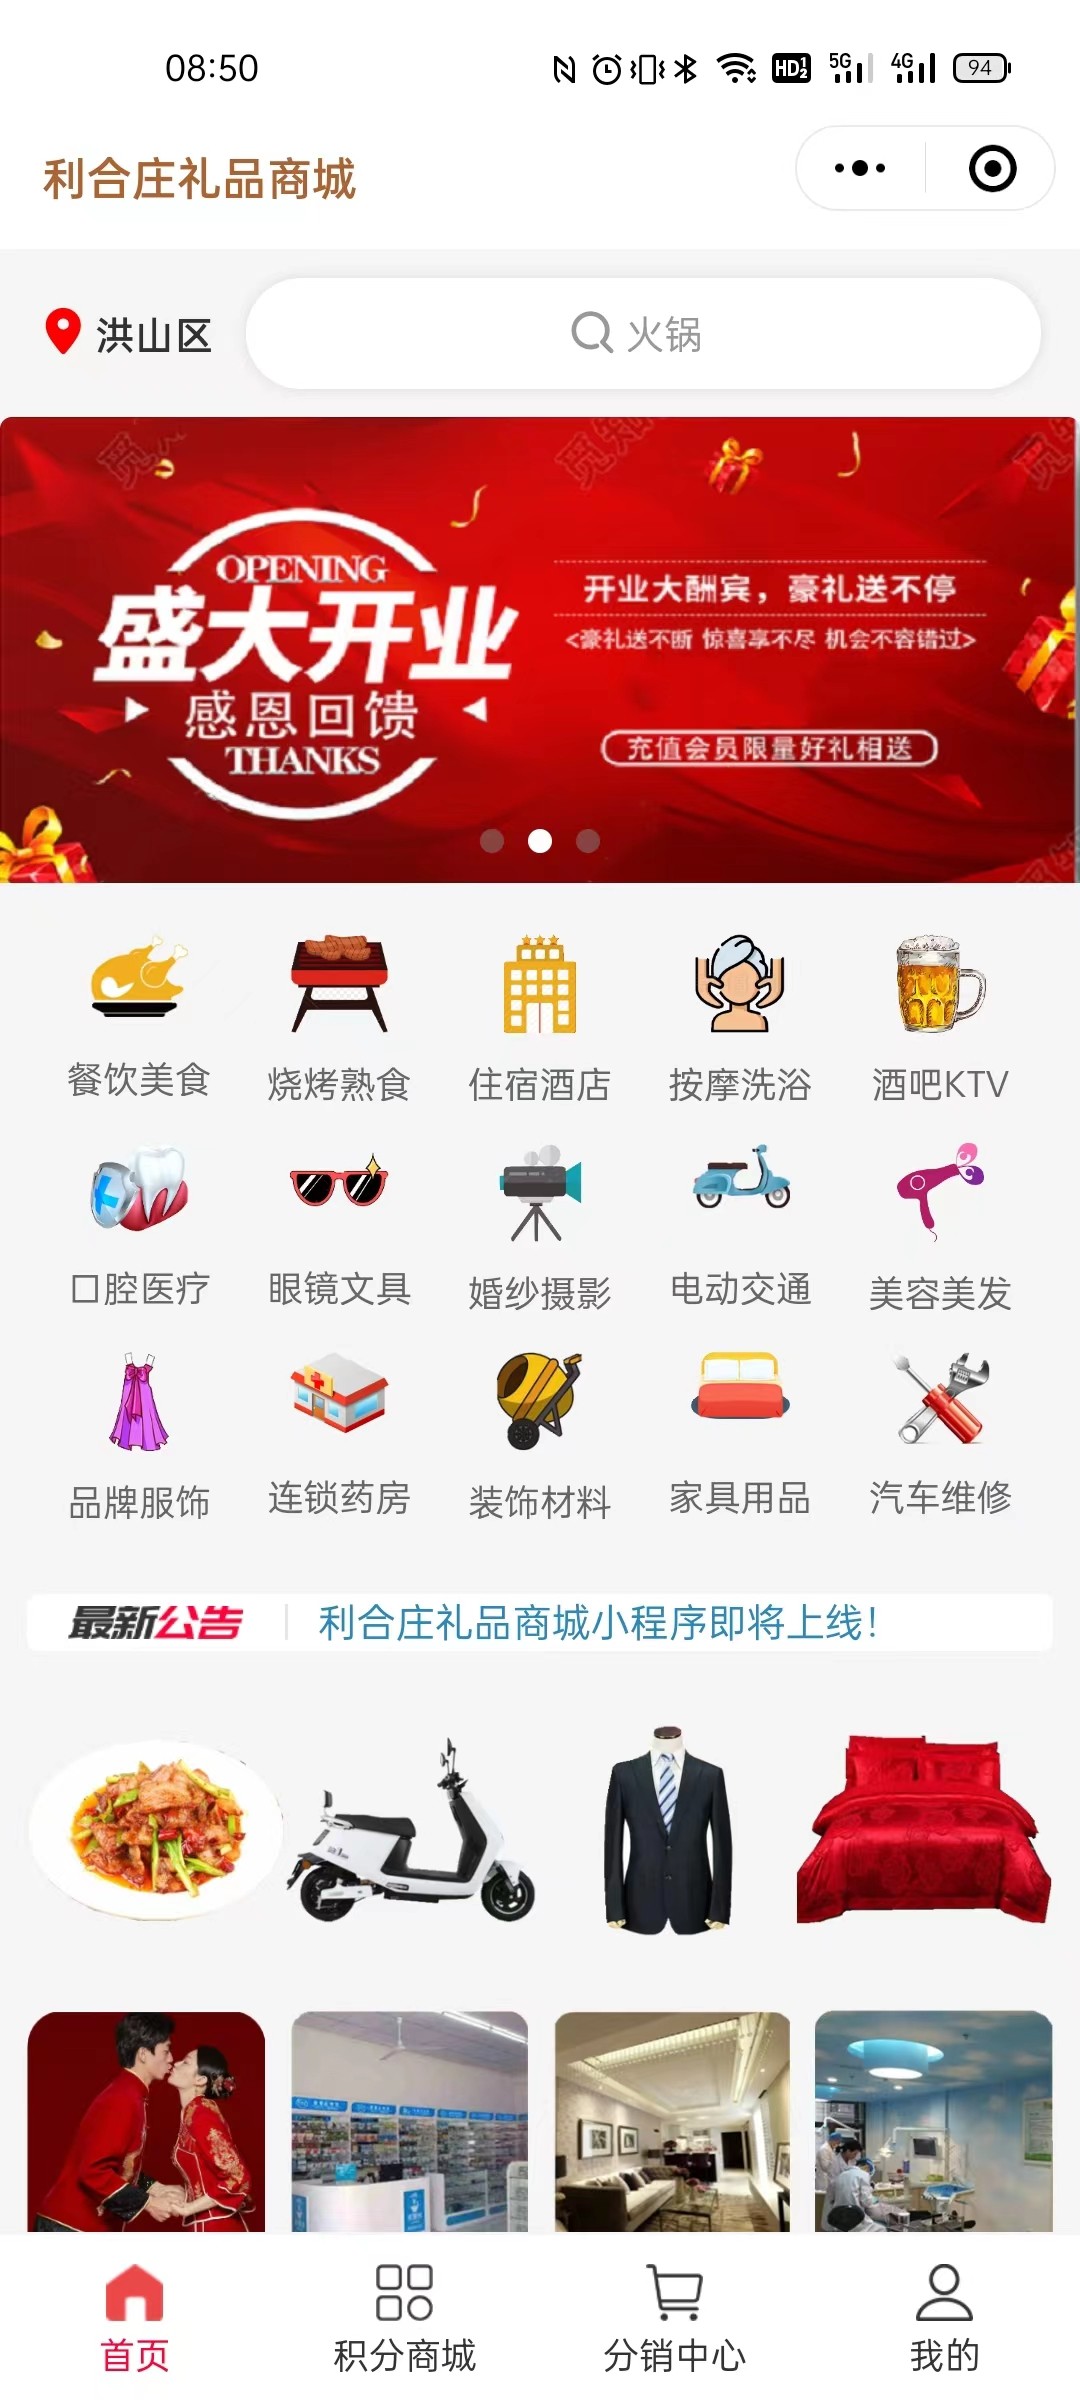 08:50
HD 1 2 5G 4G 94
利合庄礼品商城
洪山区
火锅
OPENING
盛大开业
感恩回馈
THANKS
开业大酬宾，豪礼送不停
<豪礼送不断 惊喜享不尽 机会不容错过>
充值会员限量好礼相送
餐饮美食 烧烤熟食 住宿酒店 按摩洗浴 酒吧KTV
口腔医疗 眼镜文具 婚纱摄影 电动交通 美容美发
品牌服饰 连锁药房 装饰材料 家具用品 汽车维修
最新公告 利合庄礼品商城小程序即将上线！
首页 积分商城 分销中心 我的